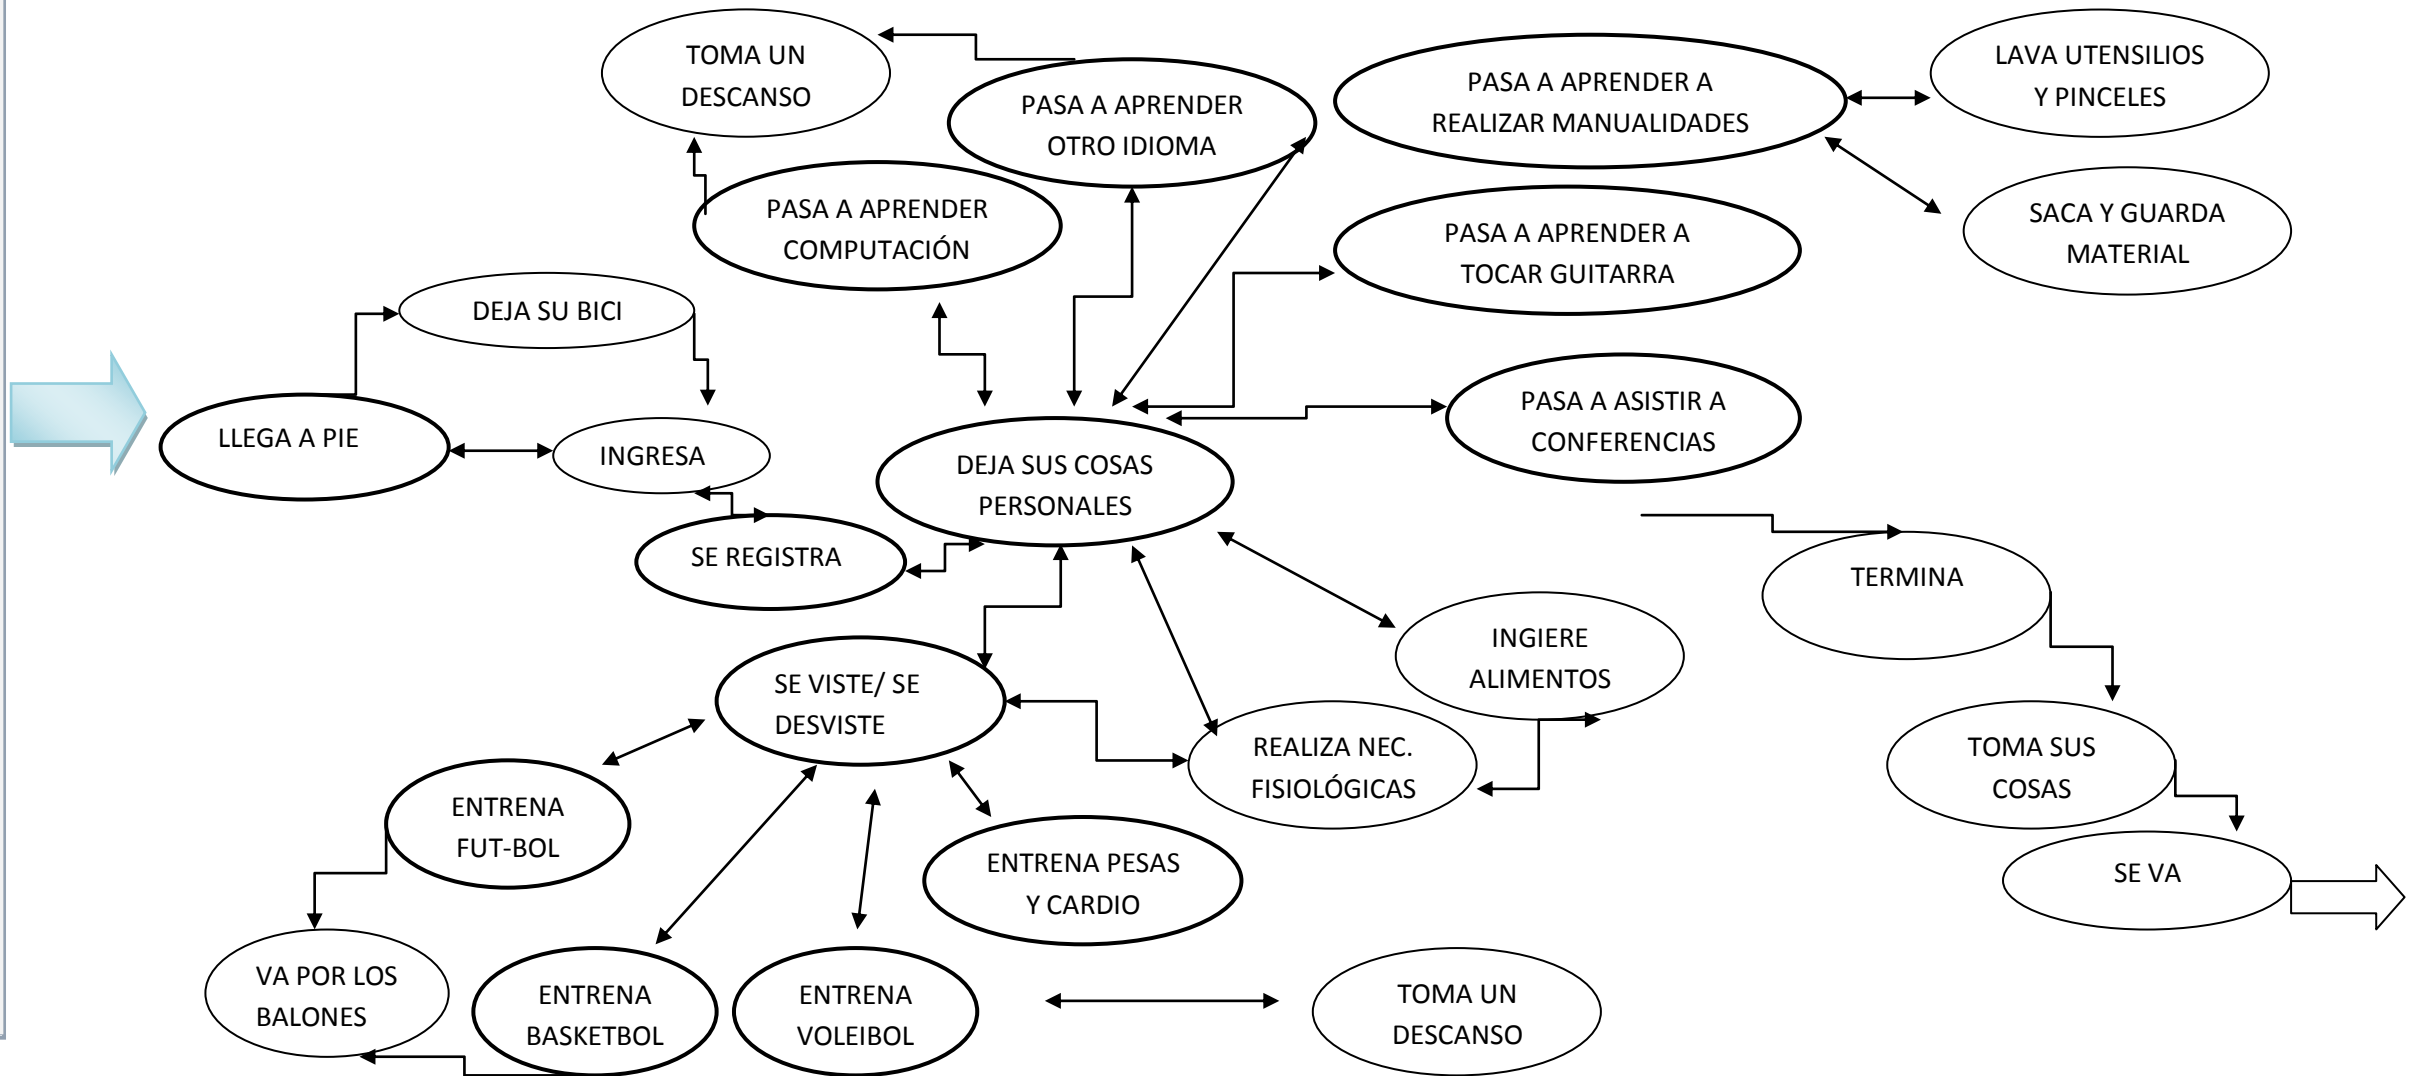 TOMA UN
DESCANSO
PASA A APRENDER
OTRO IDIOMA
PASA A APRENDER A
REALIZAR MANUALIDADES
LAVA UTENSILIOS
Y PINCELES
PASA A APRENDER
COMPUTACIÓN
PASA A APRENDER A
TOCAR GUITARRA
SACA Y GUARDA
MATERIAL
DEJA SU BICI
LLEGA A PIE
INGRESA
DEJA SUS COSAS
PERSONALES
PASA A ASISTIR A
CONFERENCIAS
SE REGISTRA
TERMINA
SE VISTE/ SE
DESVISTE
INGIERE
ALIMENTOS
REALIZA NEC.
FISIOLÓGICAS
TOMA SUS
COSAS
ENTRENA
FUT-BOL
ENTRENA PESAS
Y CARDIO
SE VA
VA POR LOS
BALONES
ENTRENA
BASKETBOL
ENTRENA
VOLEIBOL
TOMA UN
DESCANSO